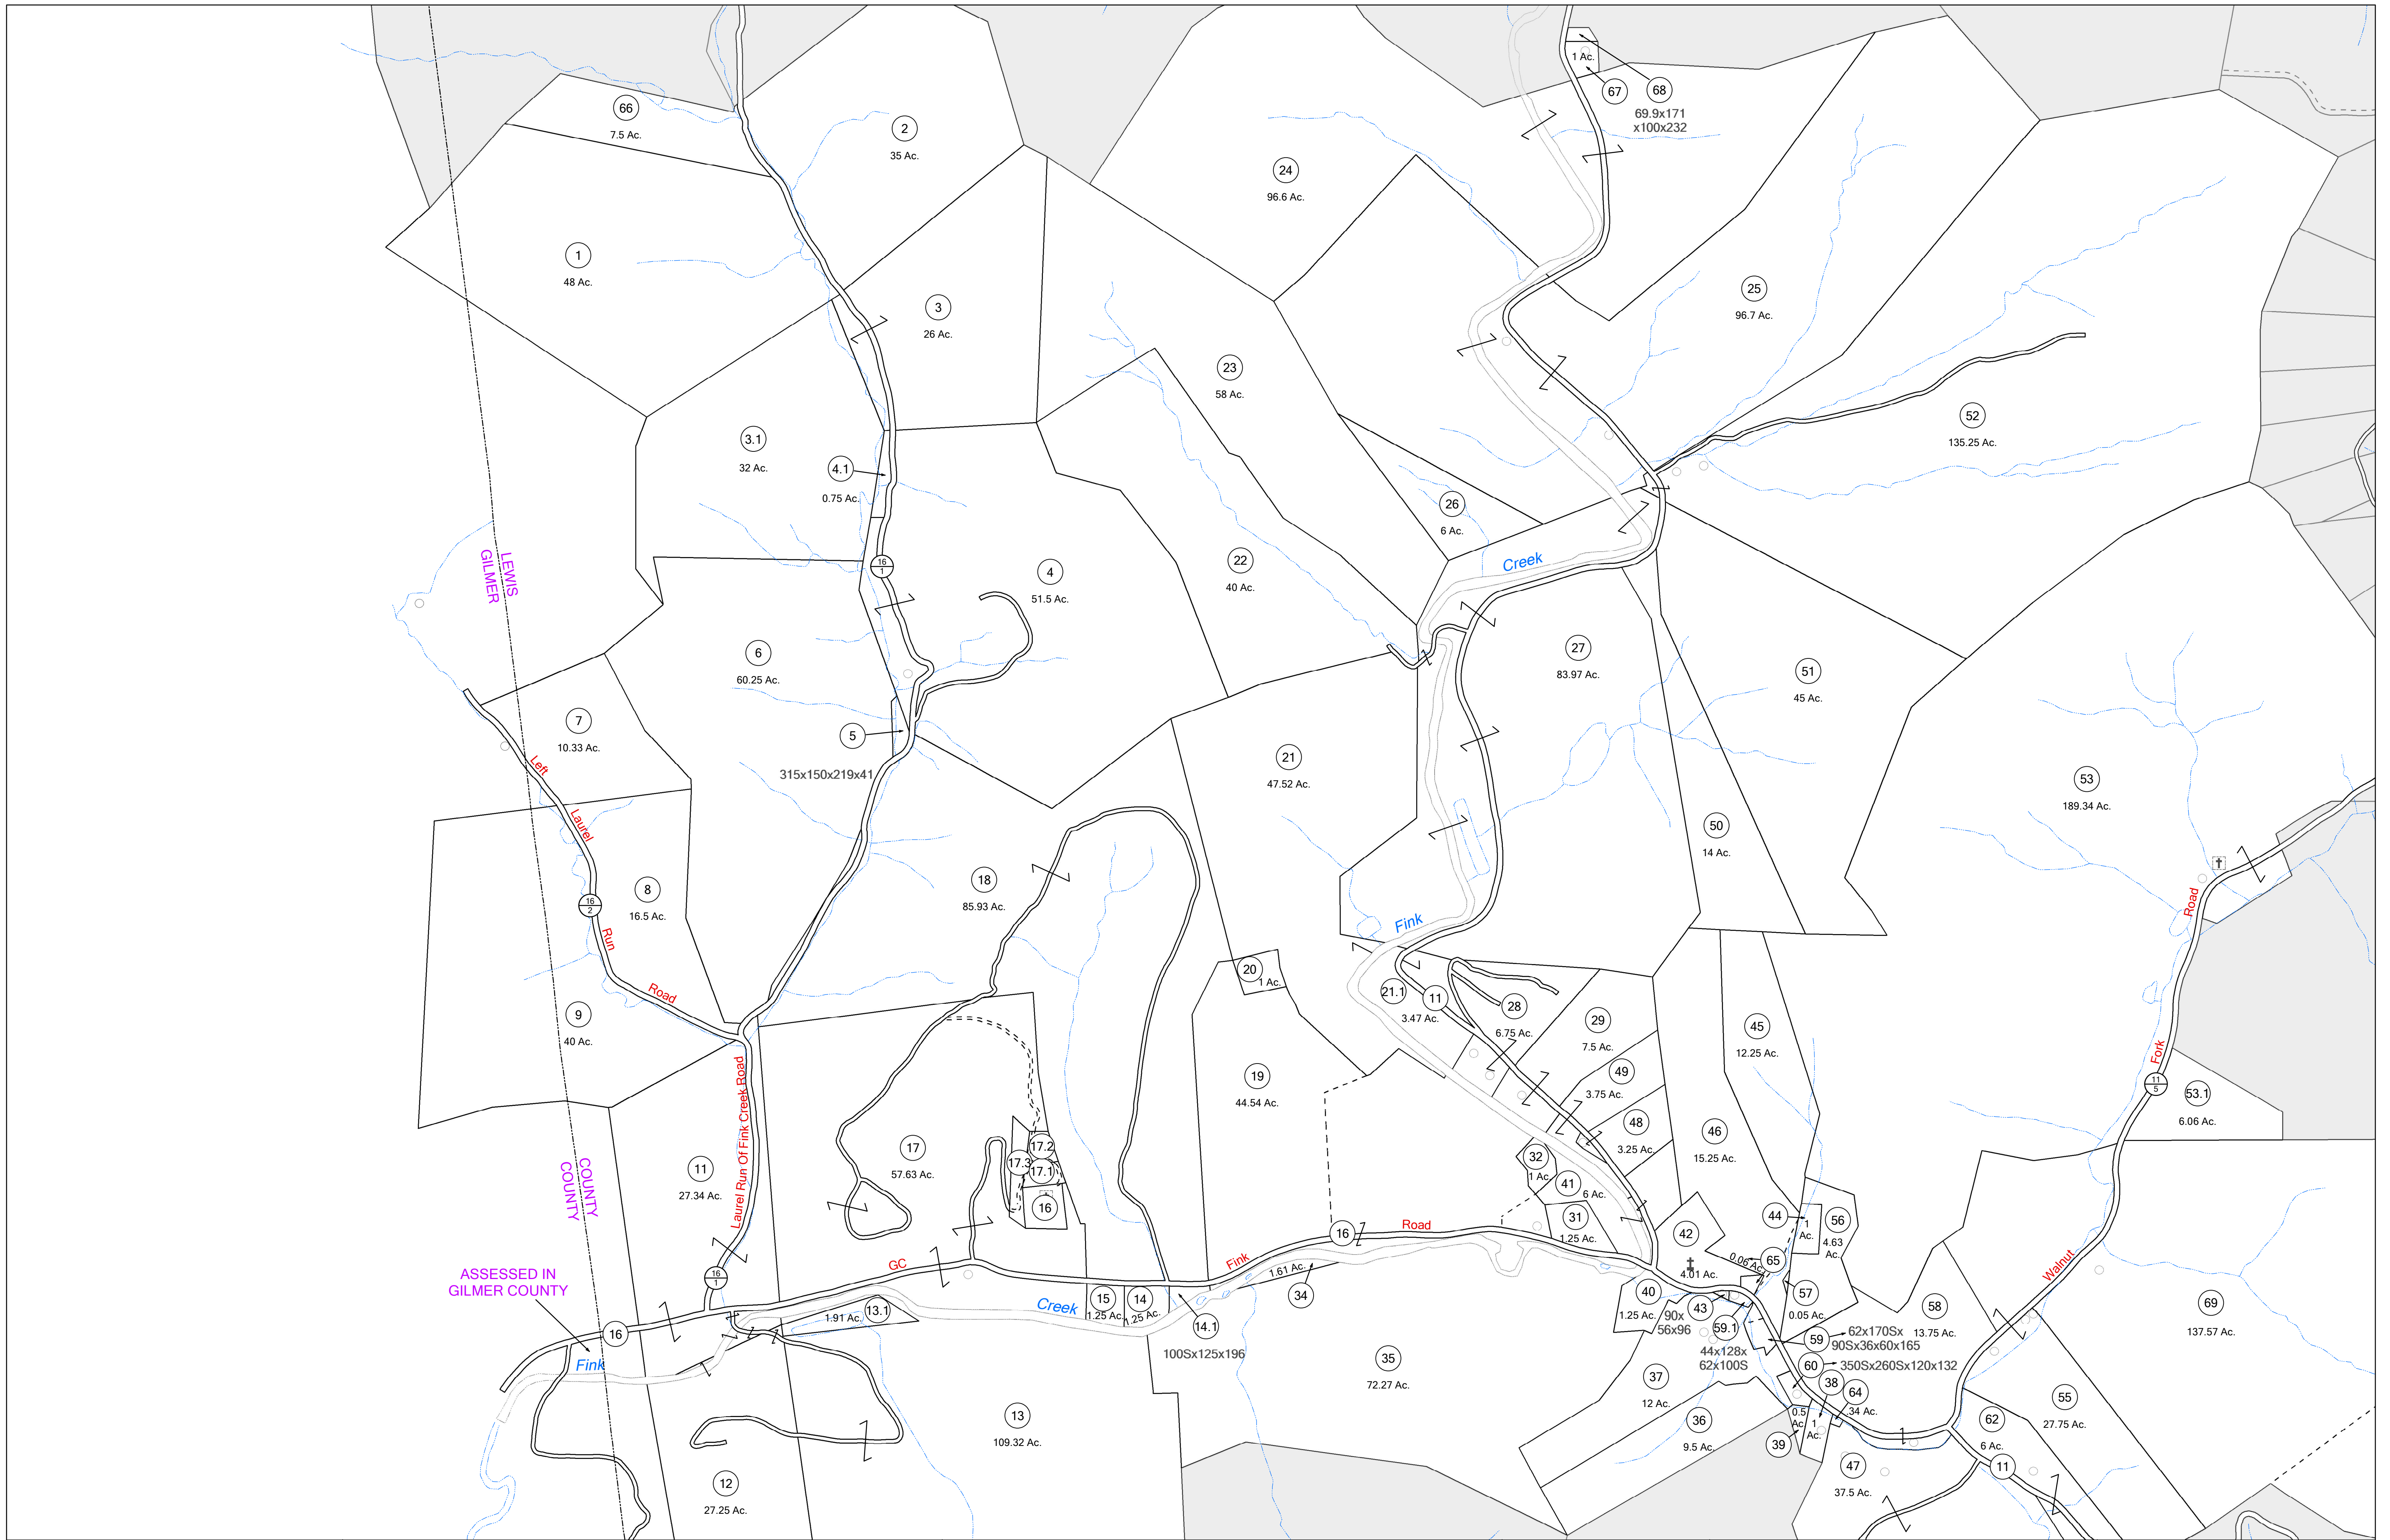 1 Ac.
67
68
69.9x171
x100x232
66
7.5 Ac.
2
35 Ac.
24
96.6 Ac.
1
48 Ac.
3
26 Ac.
25
96.7 Ac.
23
58 Ac.
52
135.25 Ac.
3.1
32 Ac.
4.1
0.75 Ac.
26
6 Ac.
Creek
16
1
LEWIS
GILMER
4
51.5 Ac.
22
40 Ac.
6
60.25 Ac.
27
83.97 Ac.
51
45 Ac.
7
10.33 Ac.
5
315x150x219x41
21
47.52 Ac.
53
189.34 Ac.
Left
Laurel
Run
Road
50
14 Ac.
8
16.5 Ac.
16
2
18
85.93 Ac.
Fink
Road
20
1 Ac.
21.1
3.47 Ac.
11
28
6.75 Ac.
29
7.5 Ac.
45
12.25 Ac.
9
40 Ac.
Laurel Run Of Fink Creek Road
19
44.54 Ac.
49
3.75 Ac.
Fork
11
5
53.1
6.06 Ac.
48
3.25 Ac.
46
15.25 Ac.
17
57.63 Ac.
17.2
17.3
17.1
16
11
27.34 Ac.
COUNTY
COUNTY
32
1 Ac.
41
6 Ac.
31
1.25 Ac.
42
4.01 Ac.
44
1
Ac.
56
4.63
Ac.
0.06 Ac.
65
16
Road
Fink
GC
16
1
ASSESSED IN
GILMER COUNTY
16
Fink
13.1
1.91 Ac.
Creek
15
1.25 Ac.
14
1.25 Ac.
14.1
100Sx125x196
1.61 Ac.
34
40
1.25 Ac.
90x
56x96
43
59.1
44x128x
62x100S
57
0.05 Ac.
59
62x170Sx
90Sx36x60x165
60
350Sx260Sx120x132
58
13.75 Ac.
Walnut
69
137.57 Ac.
35
72.27 Ac.
37
12 Ac.
36
9.5 Ac.
38
1
Ac.
64
.34 Ac.
0.5
Ac.
39
62
6 Ac.
55
27.75 Ac.
47
37.5 Ac.
11
13
109.32 Ac.
12
27.25 Ac.